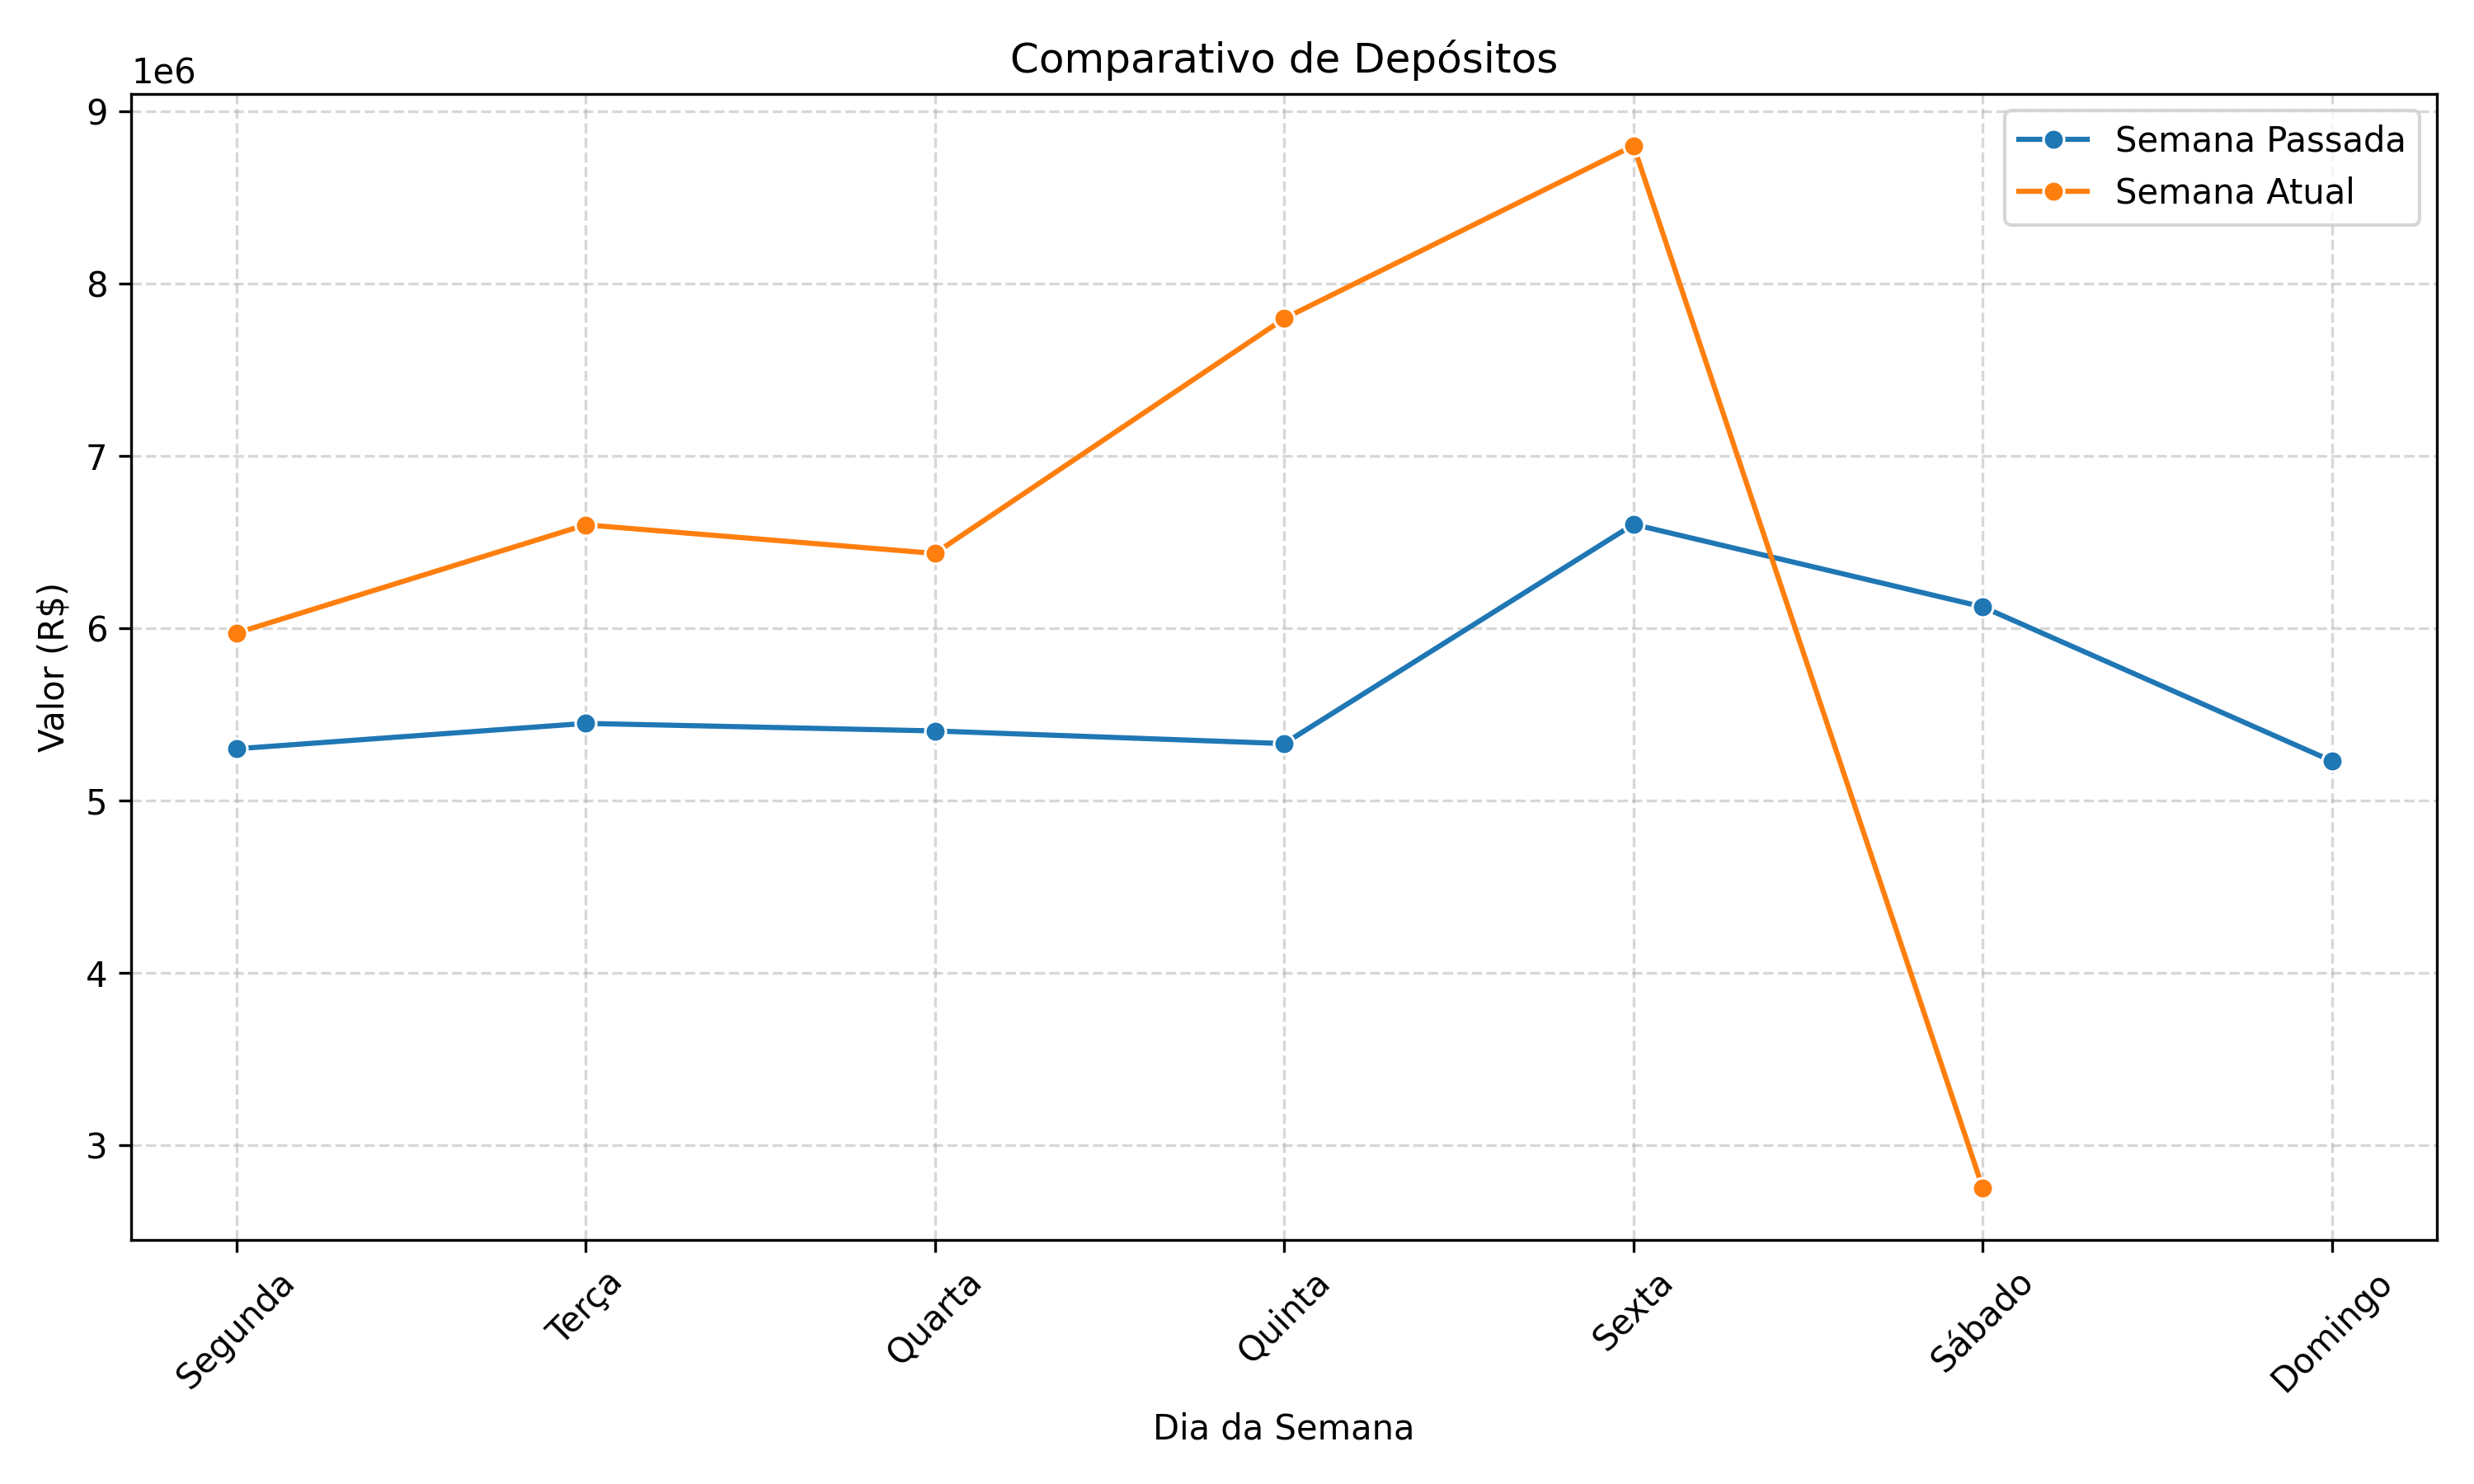 Comparativo de Depósitos
1e6
9
8
7
6
5
4
3
Valor (R$)
Semana Passada
Semana Atual
Segunda
Terça
Quarta
Quinta
Sexta
Sábado
Domingo
Dia da Semana